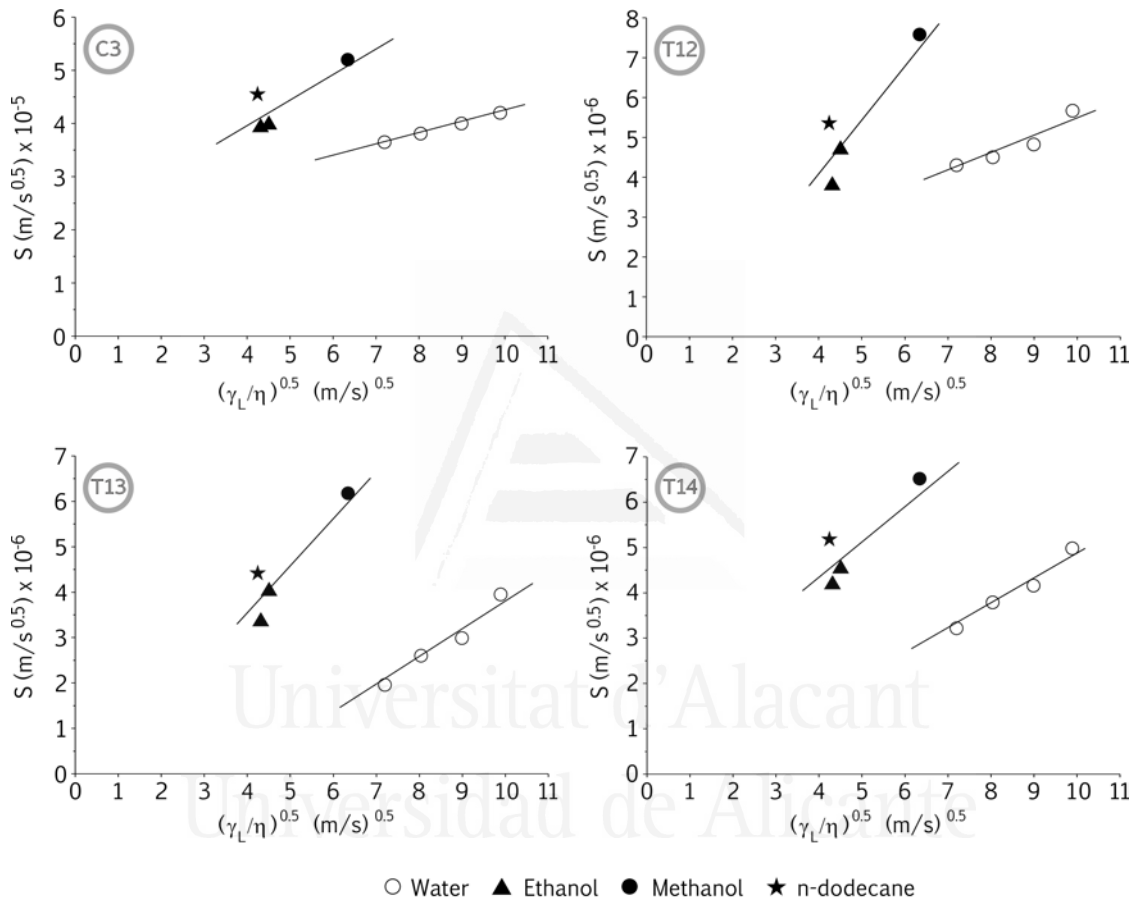 C3
S (m/s^0.5) x 10^-5
6
5
4
3
2
1
0
0 1 2 3 4 5 6 7 8 9 10 11
(γ_L/η)^0.5 (m/s)^0.5
T12
S (m/s^0.5) x 10^-6
8
7
6
5
4
3
2
1
0
0 1 2 3 4 5 6 7 8 9 10 11
(γ_L/η)^0.5 (m/s)^0.5
T13
S (m/s^0.5) x 10^-6
7
6
5
4
3
2
1
0
0 1 2 3 4 5 6 7 8 9 10 11
(γ_L/η)^0.5 (m/s)^0.5
T14
S (m/s^0.5) x 10^-6
7
6
5
4
3
2
1
0
0 1 2 3 4 5 6 7 8 9 10 11
(γ_L/η)^0.5 (m/s)^0.5
Universitat d'Alacant
Universidad de Alicante
○ Water ▲ Ethanol ● Methanol ★ n-dodecane